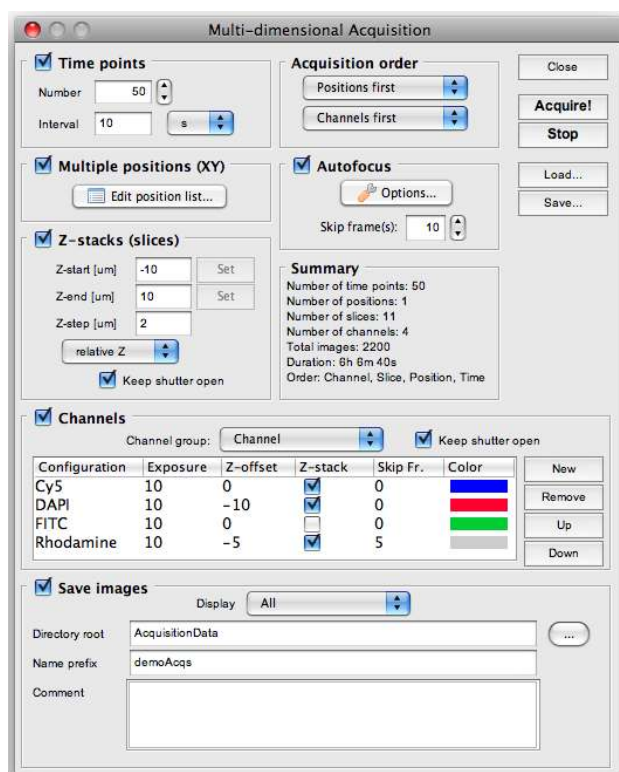 Multi-dimensional Acquisition
Time points
Number 50
Interval 10 s
Acquisition order
Positions first
Channels first
Close
Acquire!
Stop
Multiple positions (XY)
Edit position list...
Autofocus
Options...
Skip frame(s): 10
Load...
Save...
Z-stacks (slices)
Z-start [um] -10 Set
Z-end [um] 10 Set
Z-step [um] 2
relative Z
Keep shutter open
Summary
Number of time points: 50
Number of positions: 1
Number of slices: 11
Number of channels: 4
Total images: 2200
Duration: 6h 6m 40s
Order: Channel, Slice, Position, Time
Channels
Channel group: Channel Keep shutter open
Configuration Exposure Z-offset Z-stack Skip Fr. Color
Cy5 10 0 0
DAPI 10 -10 0
FITC 10 0 0
Rhodamine 10 -5 5
New
Remove
Up
Down
Save images
Display All
Directory root AcquisitionData ...
Name prefix demoAcqs
Comment